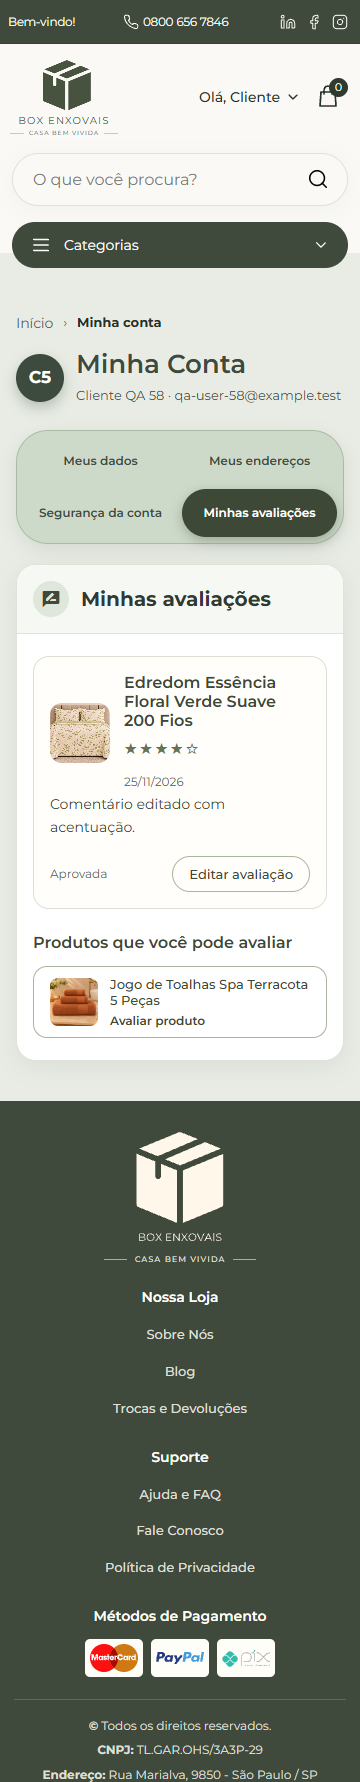 Bem-vindo!
0800 656 7846
BOX ENXOVAIS
CASA BEM VIVIDA
Olá, Cliente
0
O que você procura?
Categorias
Início › Minha conta
C5
Minha Conta
Cliente QA 58 · qa-user-58@example.test
Meus dados
Meus endereços
Segurança da conta
Minhas avaliações
Minhas avaliações
Edredom Essência
Floral Verde Suave
200 Fios
★★★★☆
25/11/2026
Comentário editado com
acentuação.
Aprovada
Editar avaliação
Produtos que você pode avaliar
Jogo de Toalhas Spa Terracota
5 Peças
Avaliar produto
BOX ENXOVAIS
CASA BEM VIVIDA
Nossa Loja
Sobre Nós
Blog
Trocas e Devoluções
Suporte
Ajuda e FAQ
Fale Conosco
Política de Privacidade
Métodos de Pagamento
MasterCard
PayPal
pix
© Todos os direitos reservados.
CNPJ: TL.GAR.OHS/3A3P-29
Endereço: Rua Marialva, 9850 - São Paulo / SP